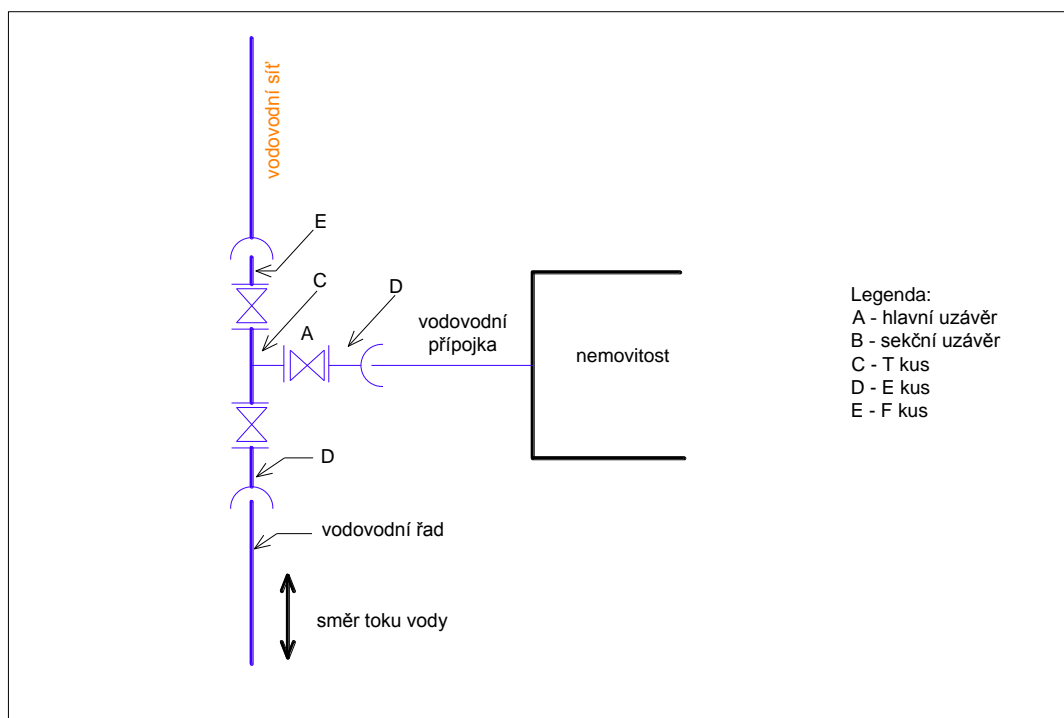 vodovodní síť
E
C
D
A
vodovodní
přípojka
nemovitost
D
vodovodní řad
směr toku vody
Legenda:
A - hlavní uzávěr
B - sekční uzávěr
C - T kus
D - E kus
E - F kus